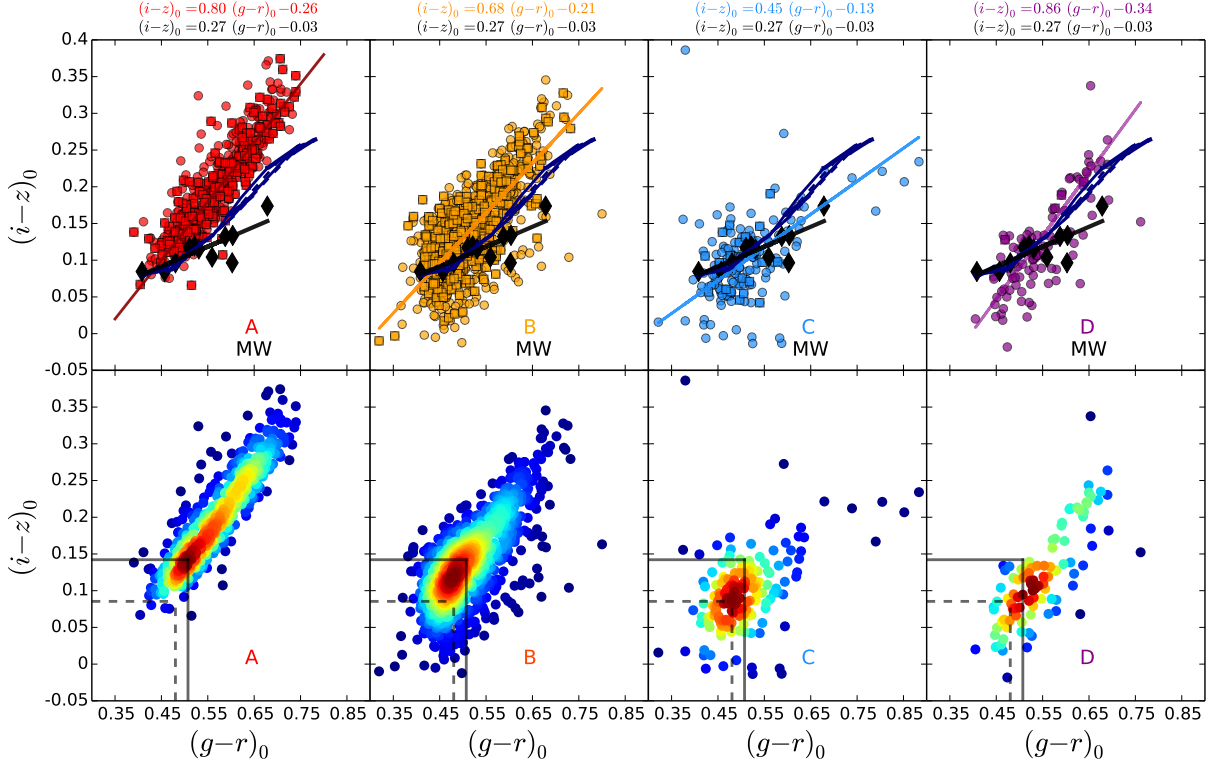 (i−z)₀=0.80 (g−r)₀−0.26
(i−z)₀=0.27 (g−r)₀−0.03
(i−z)₀=0.68 (g−r)₀−0.21
(i−z)₀=0.27 (g−r)₀−0.03
(i−z)₀=0.45 (g−r)₀−0.13
(i−z)₀=0.27 (g−r)₀−0.03
(i−z)₀=0.86 (g−r)₀−0.34
(i−z)₀=0.27 (g−r)₀−0.03
0.4
0.35
0.3
0.25
0.2
0.15
0.1
0.05
0
-0.05
(i−z)₀
A
MW
B
MW
C
MW
D
MW
0.35
0.3
0.25
0.2
0.15
0.1
0.05
0
-0.05
(i−z)₀
A
B
C
D
0.35 0.45 0.55 0.65 0.75 0.85
0.35 0.45 0.55 0.65 0.75 0.85
0.35 0.45 0.55 0.65 0.75 0.85
0.35 0.45 0.55 0.65 0.75 0.85
(g−r)₀
(g−r)₀
(g−r)₀
(g−r)₀